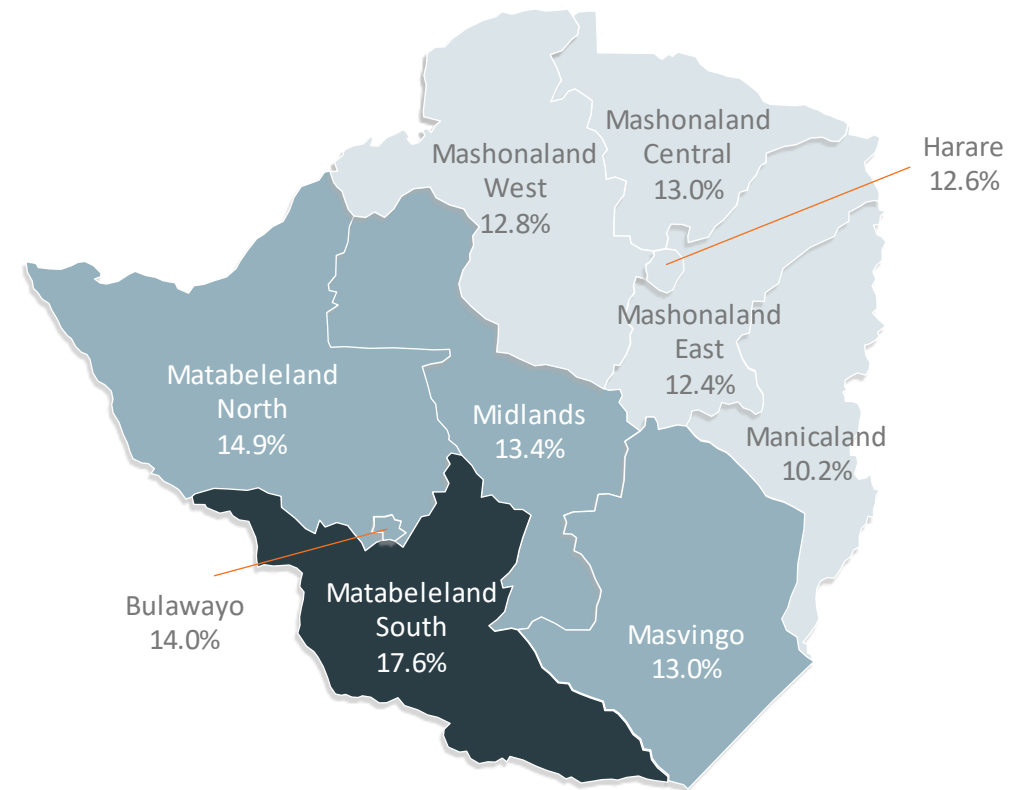 Mashonaland
Central
13.0%
Harare
12.6%
Mashonaland
West
12.8%
Mashonaland
East
12.4%
Matabeleland
North
14.9%
Midlands
13.4%
Manicaland
10.2%
Bulawayo
14.0%
Matabeleland
South
17.6%
Masvingo
13.0%